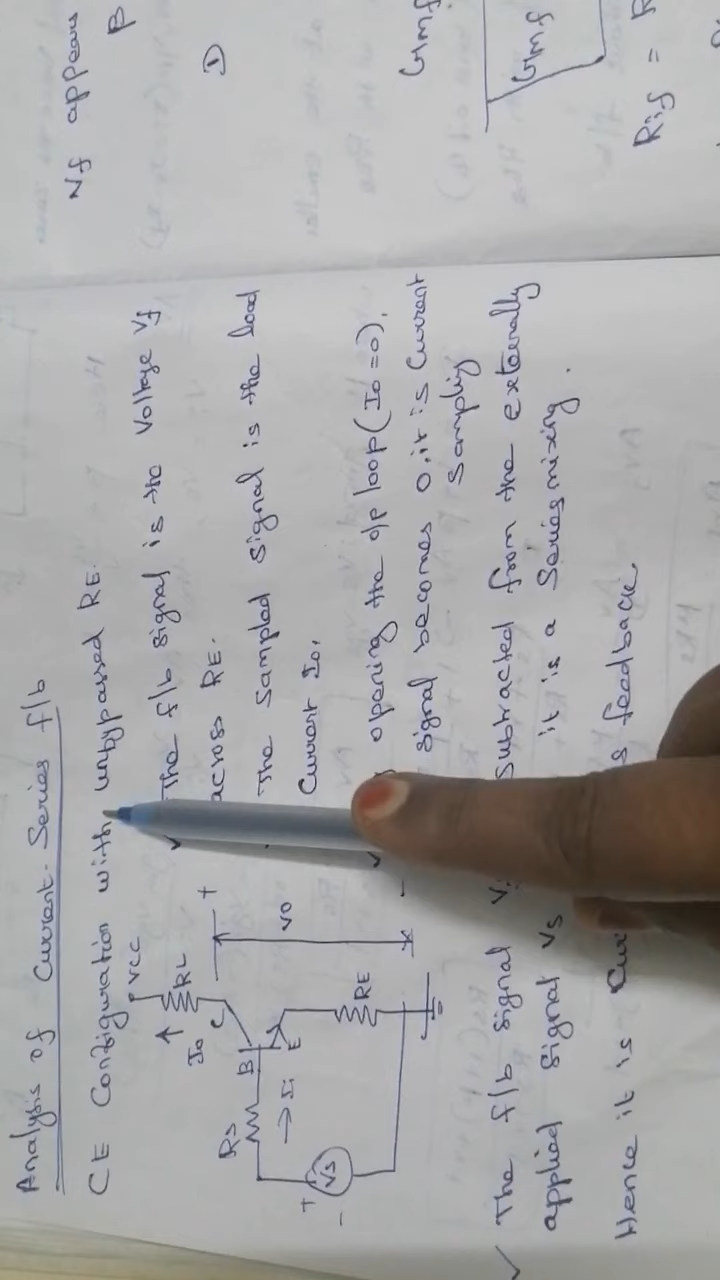 Analysis of Current-Series f/b
CE Configuration with unbypassed RE.
The f/b signal is the Voltage Vf
across RE.
The Sampled Signal is the load
Current Io.
opening the o/p loop (Io=0),
signal becomes 0, it is Current
Sampling
The f/b signal subtracted from the externally
applied signal Vs it is a Series mixing.
Hence it is feedback.
VCC
RL
Io
C
B
E
RS
Ii
RE
Vo
+
-
VS
+
-
Nf appears
B
D
GMf
GMf
Rif = R